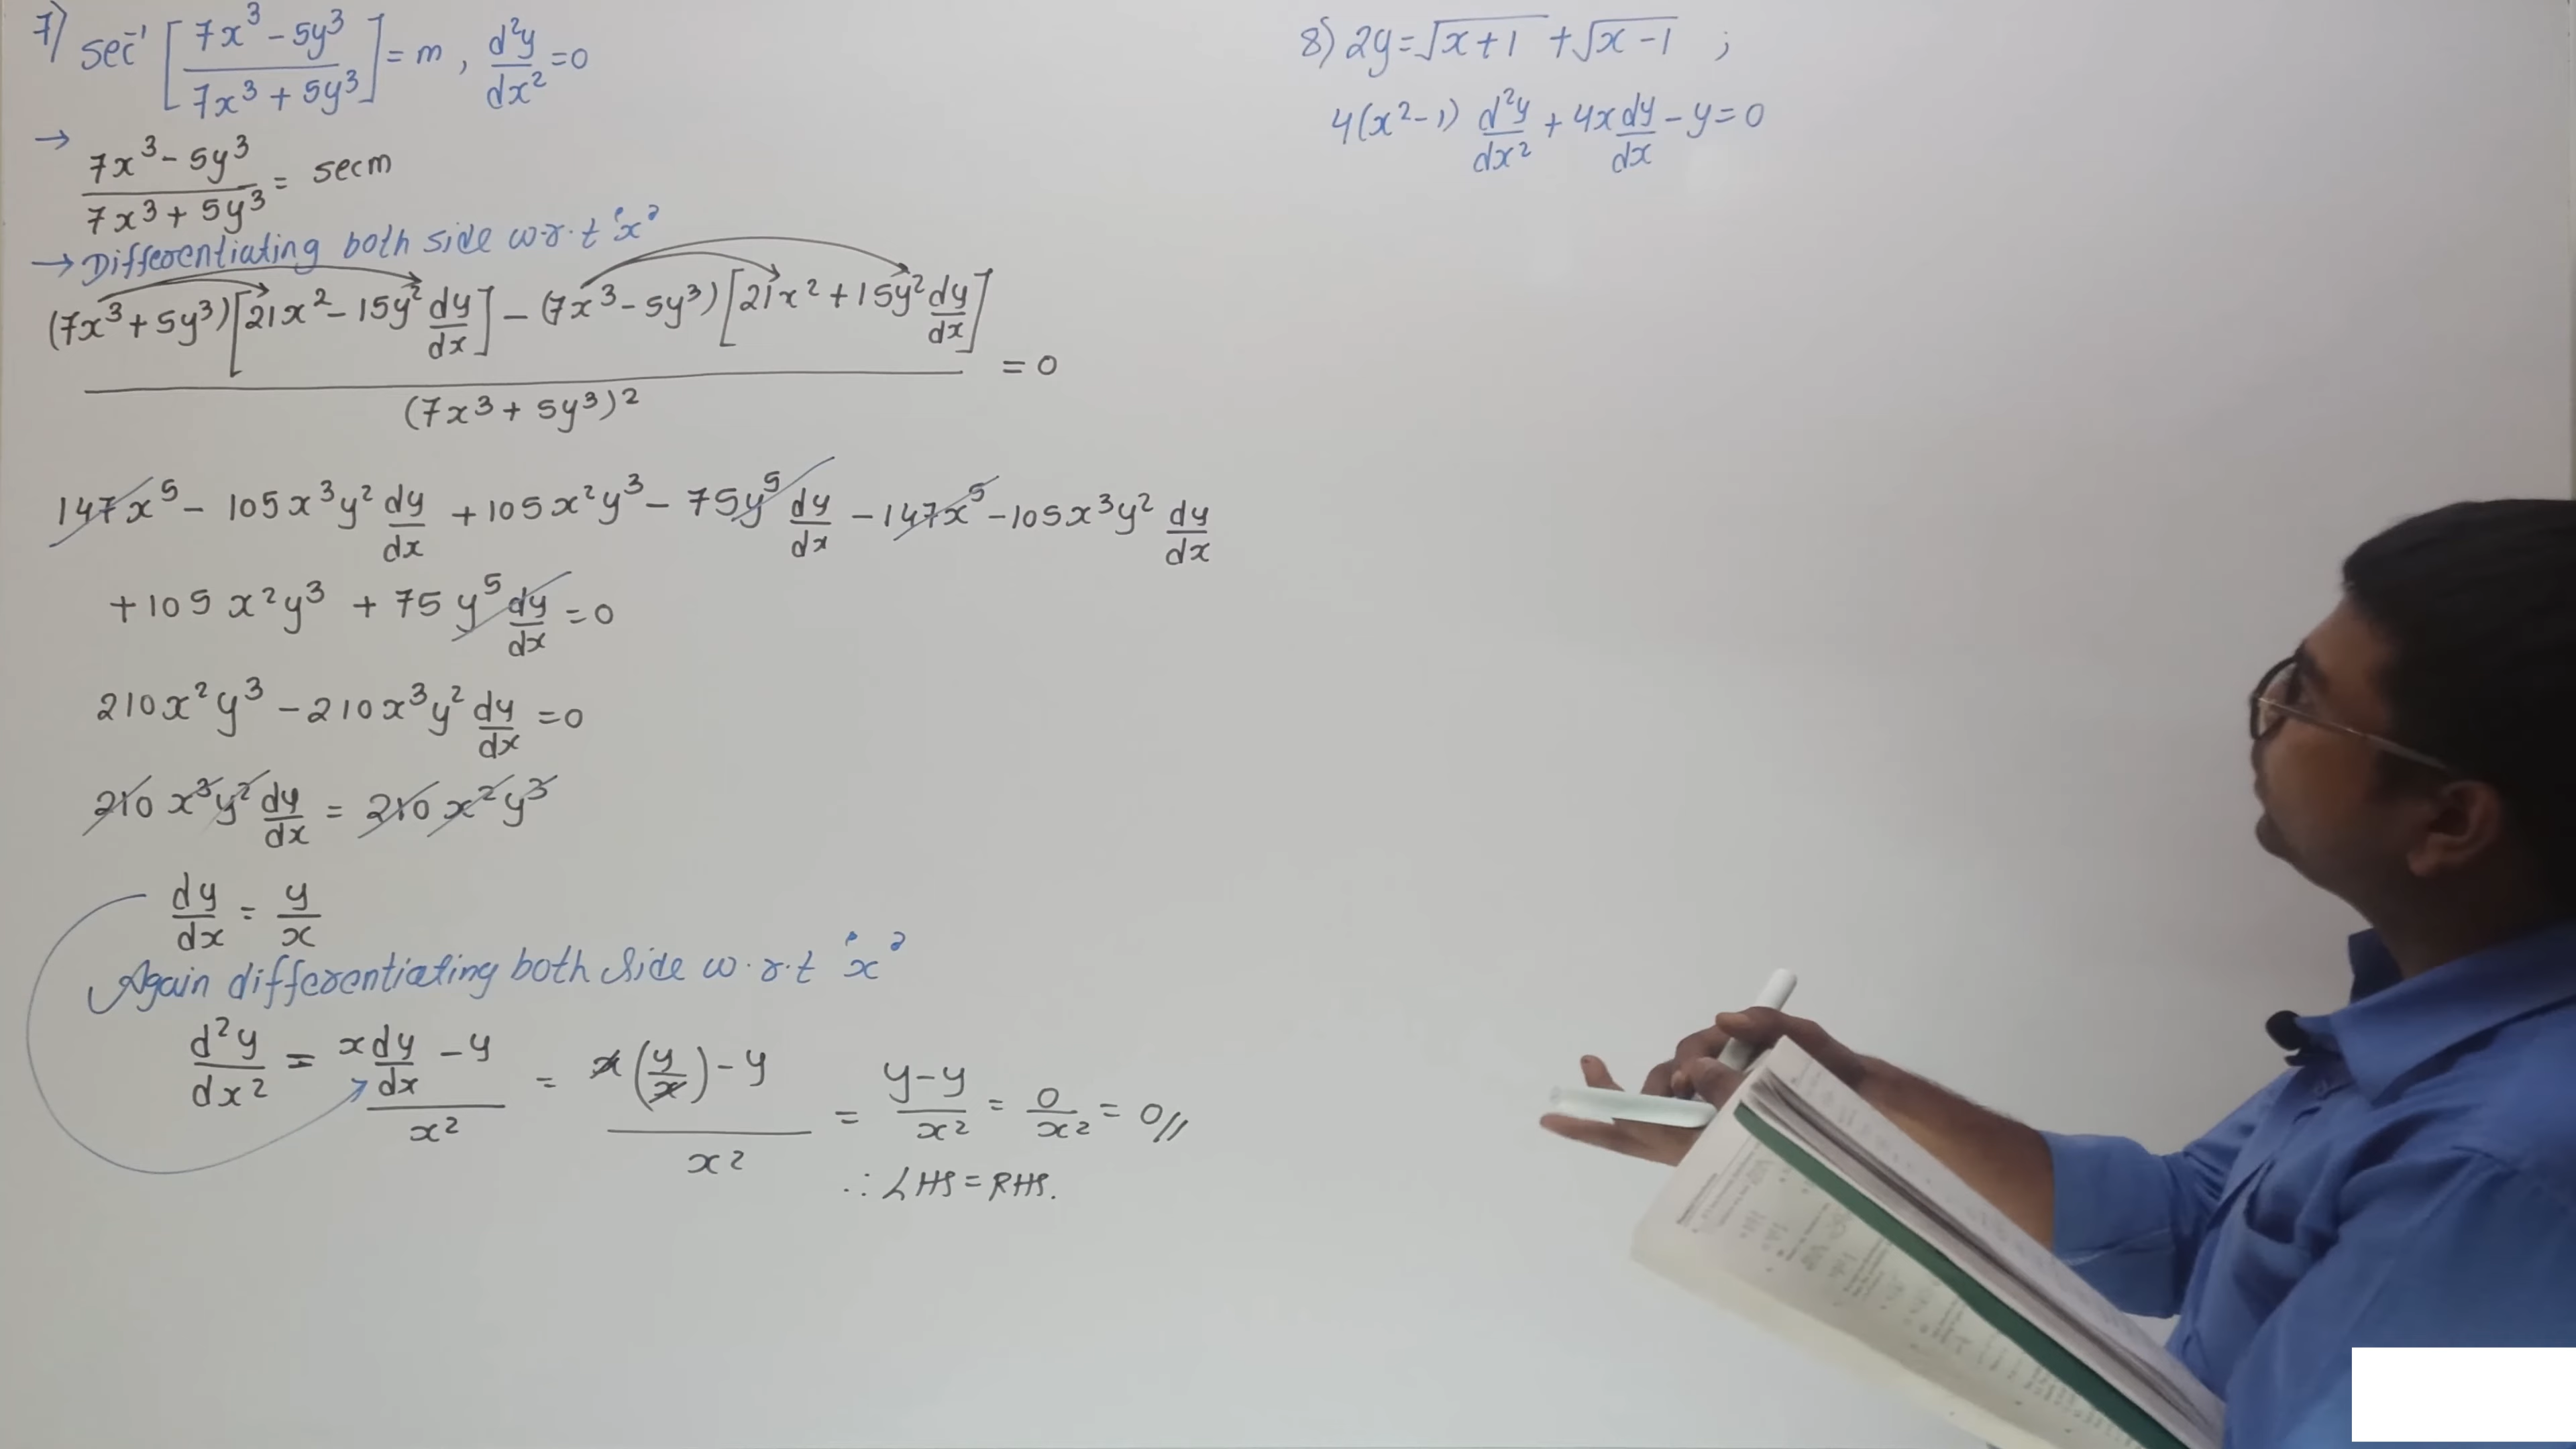 7) sec⁻¹ [ (7x³ - 5y³) / (7x³ + 5y³) ] = m , d²y/dx² = 0
→ (7x³ - 5y³) / (7x³ + 5y³) = sec m
→ Differentiating both side w.r.t 'x'
( (7x³ + 5y³) [ 21x² - 15y² dy/dx ] - (7x³ - 5y³) [ 21x² + 15y² dy/dx ] ) / (7x³ + 5y³)² = 0
147x⁵ - 105x³y² dy/dx + 105x²y³ - 75y⁵ dy/dx - 147x⁵ - 105x³y² dy/dx
+ 105x²y³ + 75y⁵ dy/dx = 0
210x²y³ - 210x³y² dy/dx = 0
210x³y² dy/dx = 210x²y³
dy/dx = y/x
Again differentiating both side w.r.t 'x'
d²y/dx² = (x dy/dx - y) / x² = (x(y/x) - y) / x² = (y - y) / x² = 0/x² = 0//
∴ LHS = RHS.
8) 2y = √(x+1) + √(x-1) ;
4(x² - 1) d²y/dx² + 4x dy/dx - y = 0